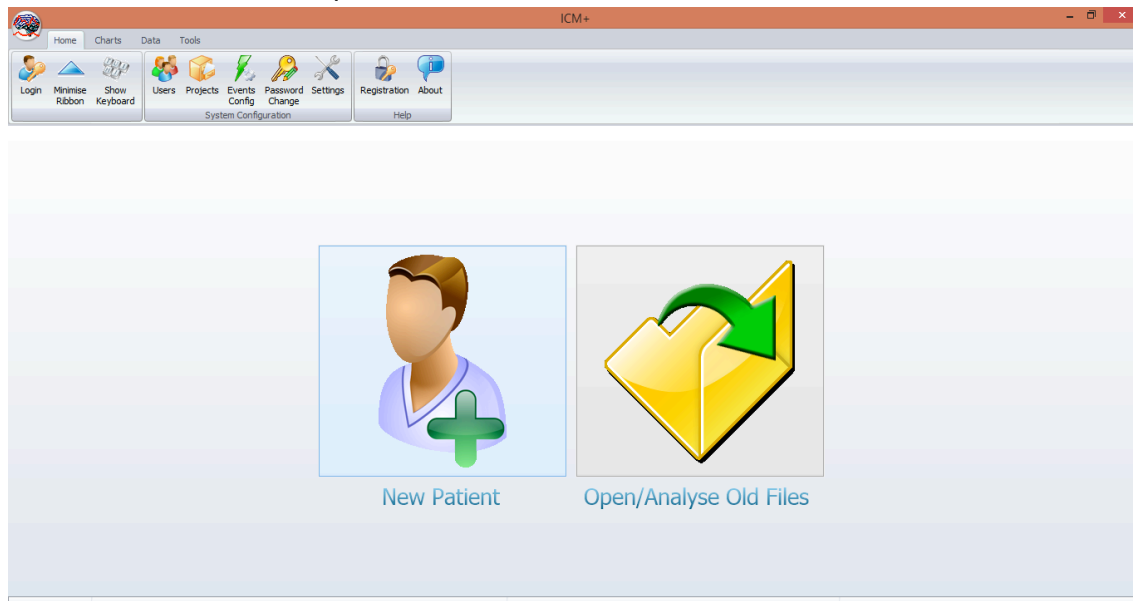 ICM+
Home Charts Data Tools
Login Minimise Ribbon Show Keyboard Users Projects Events Config Password Change Settings Registration About
System Configuration Help
New Patient Open/Analyse Old Files